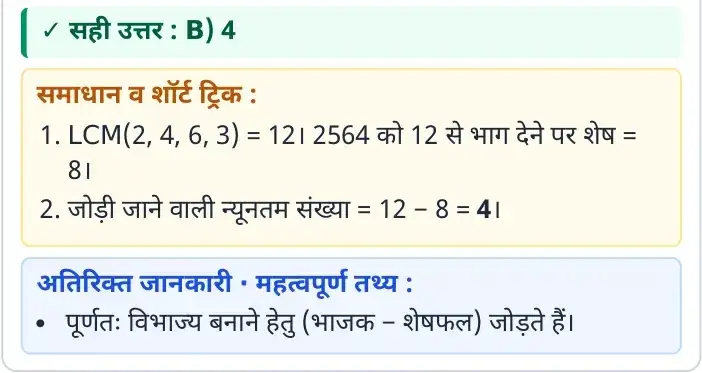 ✓ सही उत्तर : B) 4
समाधान व शॉर्ट ट्रिक :
1. LCM(2, 4, 6, 3) = 12। 2564 को 12 से भाग देने पर शेष =
8।
2. जोड़ी जाने वाली न्यूनतम संख्या = 12 − 8 = 4।
अतिरिक्त जानकारी · महत्वपूर्ण तथ्य :
• पूर्णतः विभाज्य बनाने हेतु (भाजक − शेषफल) जोड़ते हैं।